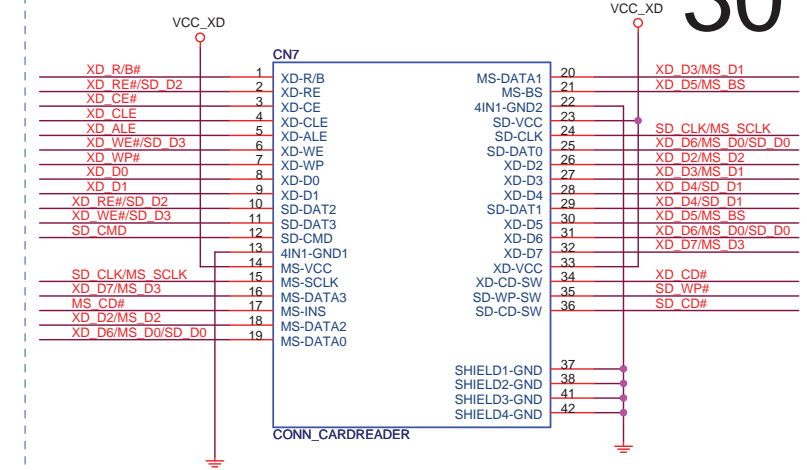 30
VCC_XD
VCC_XD
CN7
XD_R/B# 1 XD-R/B
XD_RE#/SD_D2 2 XD-RE
XD_CE# 3 XD-CE
XD_CLE 4 XD-CLE
XD_ALE 5 XD-ALE
XD_WE#/SD_D3 6 XD-WE
XD_WP# 7 XD-WP
XD_D0 8 XD-D0
XD_D1 9 XD-D1
XD_RE#/SD_D2 10 SD-DAT2
XD_WE#/SD_D3 11 SD-DAT3
SD_CMD 12 SD-CMD
13 4IN1-GND1
14 MS-VCC
SD_CLK/MS_SCLK 15 MS-SCLK
XD_D7/MS_D3 16 MS-DATA3
MS_CD# 17 MS-INS
XD_D2/MS_D2 18 MS-DATA2
XD_D6/MS_D0/SD_D0 19 MS-DATA0
MS-DATA1 20 XD_D3/MS_D1
MS-BS 21 XD_D5/MS_BS
4IN1-GND2 22
SD-VCC 23
SD-CLK 24 SD_CLK/MS_SCLK
SD-DAT0 25 XD_D6/MS_D0/SD_D0
XD-D2 26 XD_D2/MS_D2
XD-D3 27 XD_D3/MS_D1
XD-D4 28 XD_D4/SD_D1
SD-DAT1 29 XD_D4/SD_D1
XD-D5 30 XD_D5/MS_BS
XD-D6 31 XD_D6/MS_D0/SD_D0
XD-D7 32 XD_D7/MS_D3
XD-VCC 33
XD-CD-SW 34 XD_CD#
SD-WP-SW 35 SD_WP#
SD-CD-SW 36 SD_CD#
SHIELD1-GND 37
SHIELD2-GND 38
SHIELD3-GND 41
SHIELD4-GND 42
CONN_CARDREADER